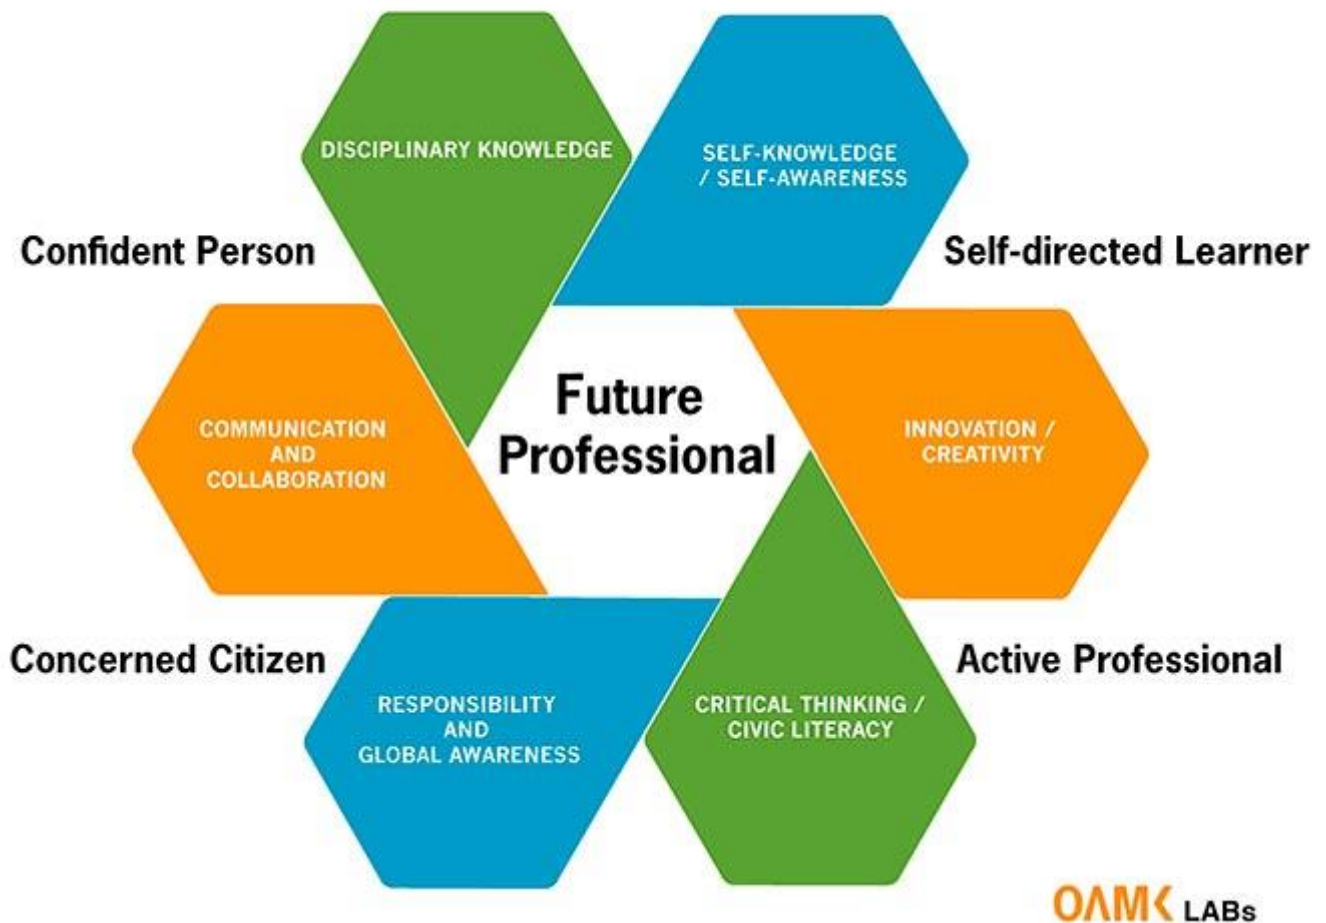 DISCIPLINARY KNOWLEDGE
SELF-KNOWLEDGE
/ SELF-AWARENESS
Confident Person
Self-directed Learner
COMMUNICATION
AND
COLLABORATION
Future
Professional
INNOVATION /
CREATIVITY
Concerned Citizen
Active Professional
RESPONSIBILITY
AND
GLOBAL AWARENESS
CRITICAL THINKING /
CIVIC LITERACY
OAMK LABs